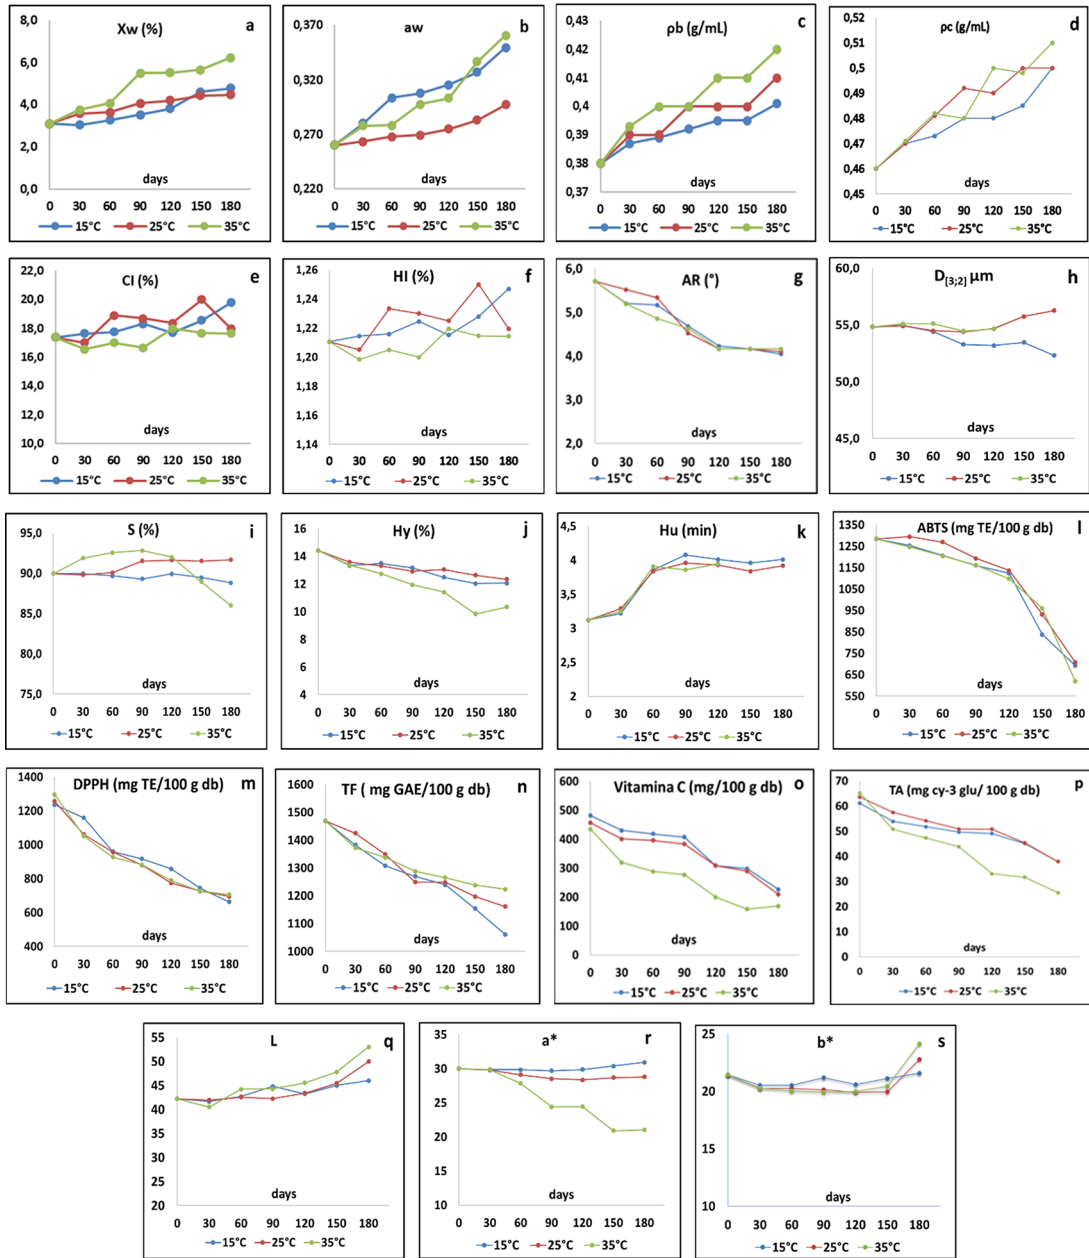 Xw (%) a
8,0
6,0
4,0
2,0
0,0
days
0 30 60 90 120 150 180
15°C 25°C 35°C
aw b
0,370
0,320
0,270
0,220
days
0 30 60 90 120 150 180
15°C 25°C 35°C
ρb (g/mL) c
0,43
0,42
0,41
0,4
0,39
0,38
0,37
days
0 30 60 90 120 150 180
15°C 25°C 35°C
ρc (g/mL) d
0,52
0,51
0,5
0,49
0,48
0,47
0,46
0,45
days
0 30 60 90 120 150 180
15°C 25°C 35°C
CI (%) e
22,0
20,0
18,0
16,0
14,0
12,0
10,0
days
0 30 60 90 120 150 180
15°C 25°C 35°C
HI (%) f
1,26
1,24
1,22
1,20
1,18
1,16
1,14
days
0 30 60 90 120 150 180
15°C 25°C 35°C
AR (°) g
6,0
5,0
4,0
3,0
2,0
days
0 30 60 90 120 150 180
15°C 25°C 35°C
D[3;2] μm h
60,0
55,0
50,0
45,0
days
0 30 60 90 120 150 180
15°C 25°C 35°C
S (%) i
95,0
90,0
85,0
80,0
75,0
days
0 30 60 90 120 150 180
15°C 25°C 35°C
Hy (%) j
16
14
12
10
8
6
4
days
0 30 60 90 120 150 180
15°C 25°C 35°C
Hu (min) k
4,5
4
3,5
3
2,5
2
days
0 30 60 90 120 150 180
15°C 25°C 35°C
ABTS (mg TE/100 g db) l
1350
1250
1150
1050
950
850
750
650
550
days
0 30 60 90 120 150 180
15°C 25°C 35°C
DPPH (mg TE/100 g db) m
1400
1200
1000
800
600
400
days
0 30 60 90 120 150 180
15°C 25°C 35°C
TF ( mg GAE/100 g db) n
1600
1500
1400
1300
1200
1100
1000
days
0 30 60 90 120 150 180
15°C 25°C 35°C
Vitamina C (mg/100 g db) o
600
500
400
300
200
100
0
days
0 30 60 90 120 150 180
15°C 25°C 35°C
TA (mg cy-3 glu/ 100 g db) p
70
60
50
40
30
20
10
0
days
0 30 60 90 120 150 180
15°C 25°C 35°C
L q
55
50
45
40
35
30
25
20
days
0 30 60 90 120 150 180
15°C 25°C 35°C
a* r
35
30
25
20
15
10
days
0 30 60 90 120 150 180
15°C 25°C 35°C
b* s
25
20
15
10
days
0 30 60 90 120 150 180
15°C 25°C 35°C